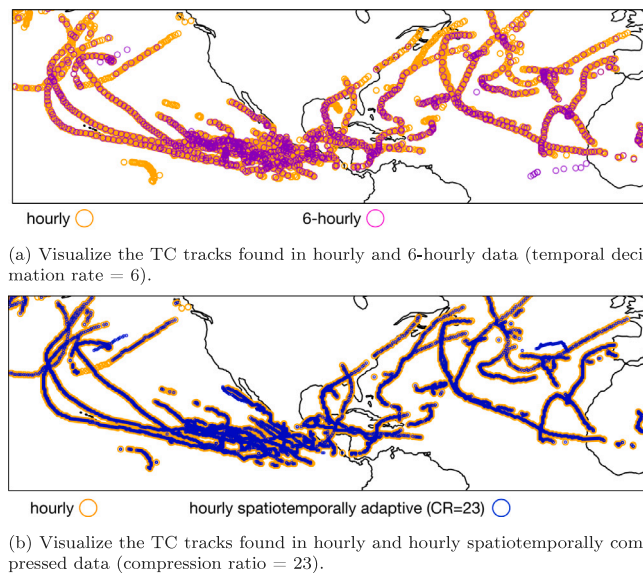 hourly 6-hourly
(a) Visualize the TC tracks found in hourly and 6-hourly data (temporal deci
mation rate = 6).
hourly hourly spatiotemporally adaptive (CR=23)
(b) Visualize the TC tracks found in hourly and hourly spatiotemporally com
pressed data (compression ratio = 23).